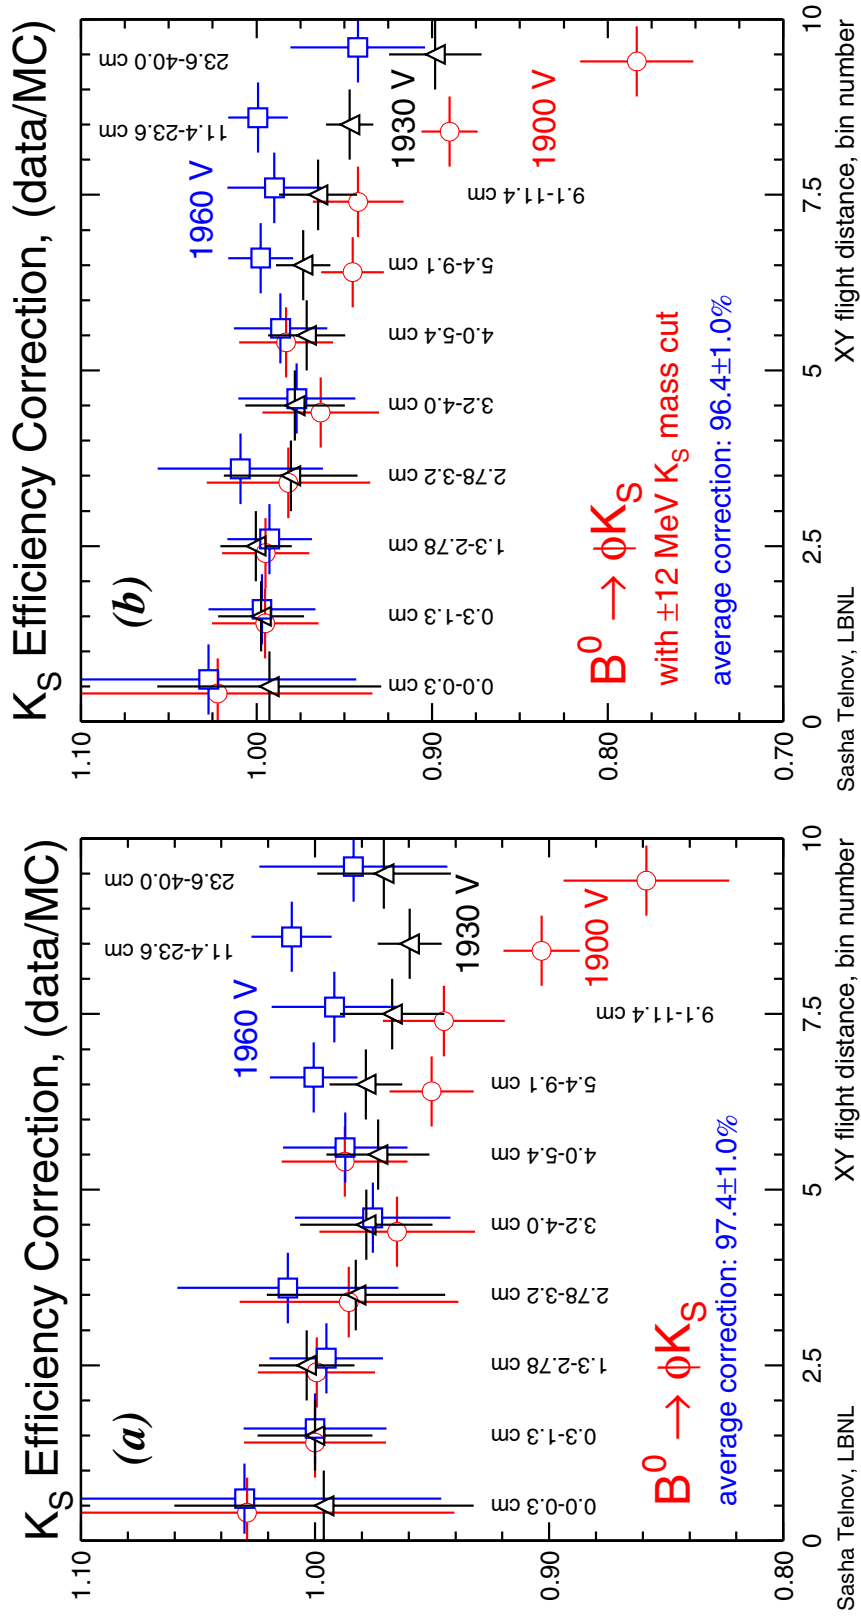 K_S Efficiency Correction, (data/MC)
(a)
1.10
1.00
0.90
0.80
1960 V
1930 V
1900 V
0.0-0.3 cm
0.3-1.3 cm
1.3-2.78 cm
2.78-3.2 cm
3.2-4.0 cm
4.0-5.4 cm
5.4-9.1 cm
9.1-11.4 cm
11.4-23.6 cm
23.6-40.0 cm
B⁰ → ϕK_S
average correction: 97.4±1.0%
0 2.5 5 7.5 10
XY flight distance, bin number
Sasha Telnov, LBNL
K_S Efficiency Correction, (data/MC)
(b)
1.10
1.00
0.90
0.80
0.70
1960 V
1930 V
1900 V
0.0-0.3 cm
0.3-1.3 cm
1.3-2.78 cm
2.78-3.2 cm
3.2-4.0 cm
4.0-5.4 cm
5.4-9.1 cm
9.1-11.4 cm
11.4-23.6 cm
23.6-40.0 cm
B⁰ → ϕK_S
with ±12 MeV K_S mass cut
average correction: 96.4±1.0%
0 2.5 5 7.5 10
XY flight distance, bin number
Sasha Telnov, LBNL